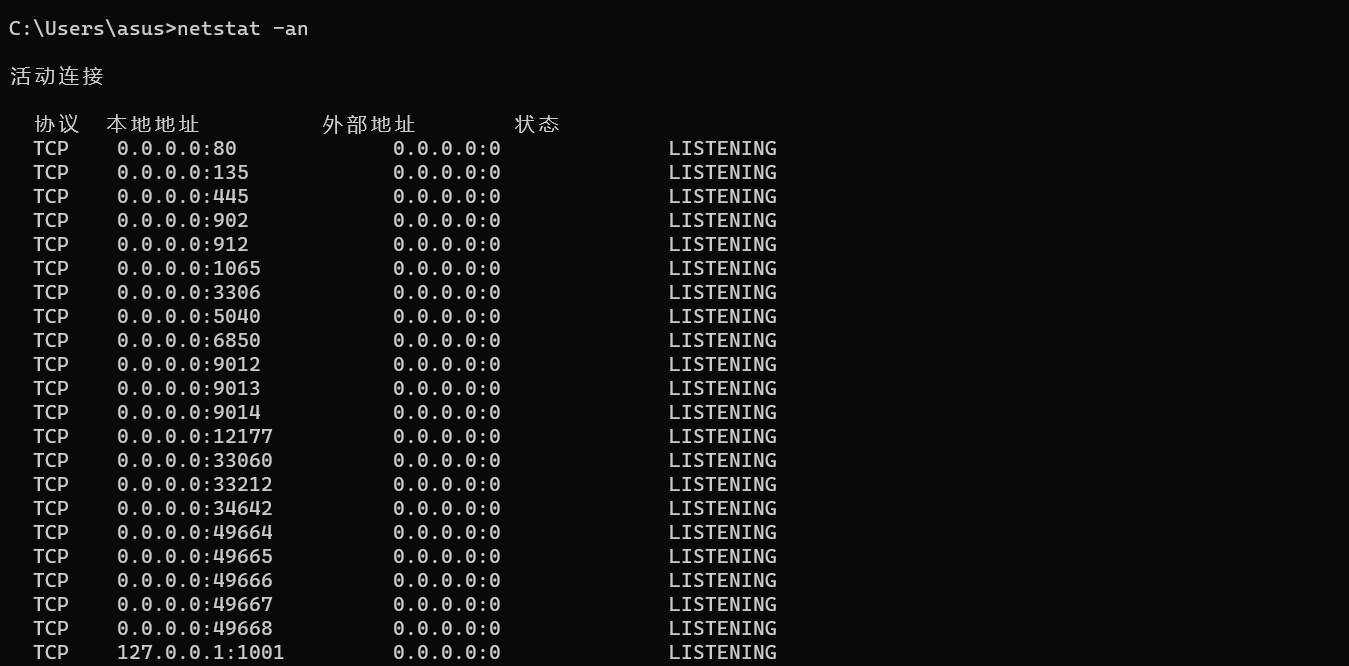 C:\Users\asus>netstat -an
活动连接
协议 本地地址 外部地址 状态
TCP 0.0.0.0:80 0.0.0.0:0 LISTENING
TCP 0.0.0.0:135 0.0.0.0:0 LISTENING
TCP 0.0.0.0:445 0.0.0.0:0 LISTENING
TCP 0.0.0.0:902 0.0.0.0:0 LISTENING
TCP 0.0.0.0:912 0.0.0.0:0 LISTENING
TCP 0.0.0.0:1065 0.0.0.0:0 LISTENING
TCP 0.0.0.0:3306 0.0.0.0:0 LISTENING
TCP 0.0.0.0:5040 0.0.0.0:0 LISTENING
TCP 0.0.0.0:6850 0.0.0.0:0 LISTENING
TCP 0.0.0.0:9012 0.0.0.0:0 LISTENING
TCP 0.0.0.0:9013 0.0.0.0:0 LISTENING
TCP 0.0.0.0:9014 0.0.0.0:0 LISTENING
TCP 0.0.0.0:12177 0.0.0.0:0 LISTENING
TCP 0.0.0.0:33060 0.0.0.0:0 LISTENING
TCP 0.0.0.0:33212 0.0.0.0:0 LISTENING
TCP 0.0.0.0:34642 0.0.0.0:0 LISTENING
TCP 0.0.0.0:49664 0.0.0.0:0 LISTENING
TCP 0.0.0.0:49665 0.0.0.0:0 LISTENING
TCP 0.0.0.0:49666 0.0.0.0:0 LISTENING
TCP 0.0.0.0:49667 0.0.0.0:0 LISTENING
TCP 0.0.0.0:49668 0.0.0.0:0 LISTENING
TCP 127.0.0.1:1001 0.0.0.0:0 LISTENING